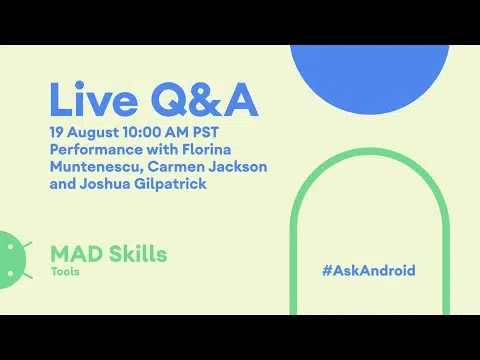 Live Q&A
19 August 10:00 AM PST
Performance with Florina
Muntenescu, Carmen Jackson
and Joshua Gilpatrick
MAD Skills
Tools
#AskAndroid